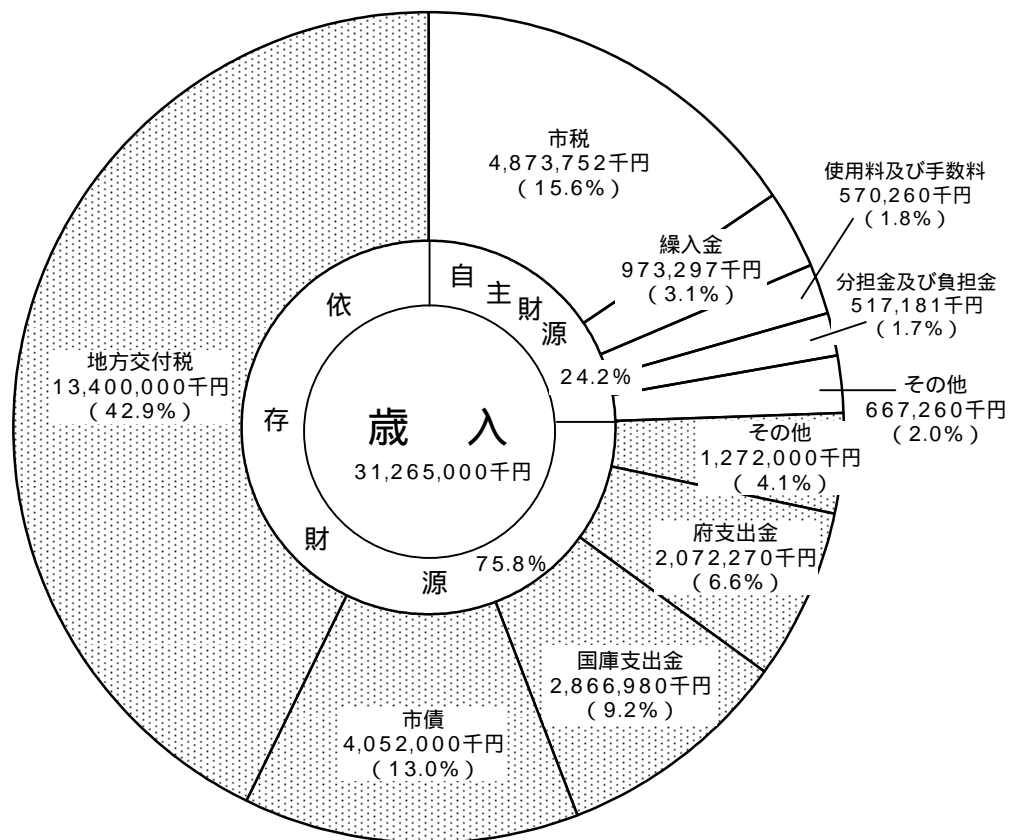 市税
4,873,752千円
（15.6%）
使用料及び手数料
570,260千円
（1.8%）
繰入金
973,297千円
（3.1%）
分担金及び負担金
517,181千円
（1.7%）
その他
667,260千円
（2.0%）
その他
1,272,000千円
（4.1%）
府支出金
2,072,270千円
（6.6%）
国庫支出金
2,866,980千円
（9.2%）
市債
4,052,000千円
（13.0%）
地方交付税
13,400,000千円
（42.9%）
自主財源
24.2%
依存財源
75.8%
歳入
31,265,000千円